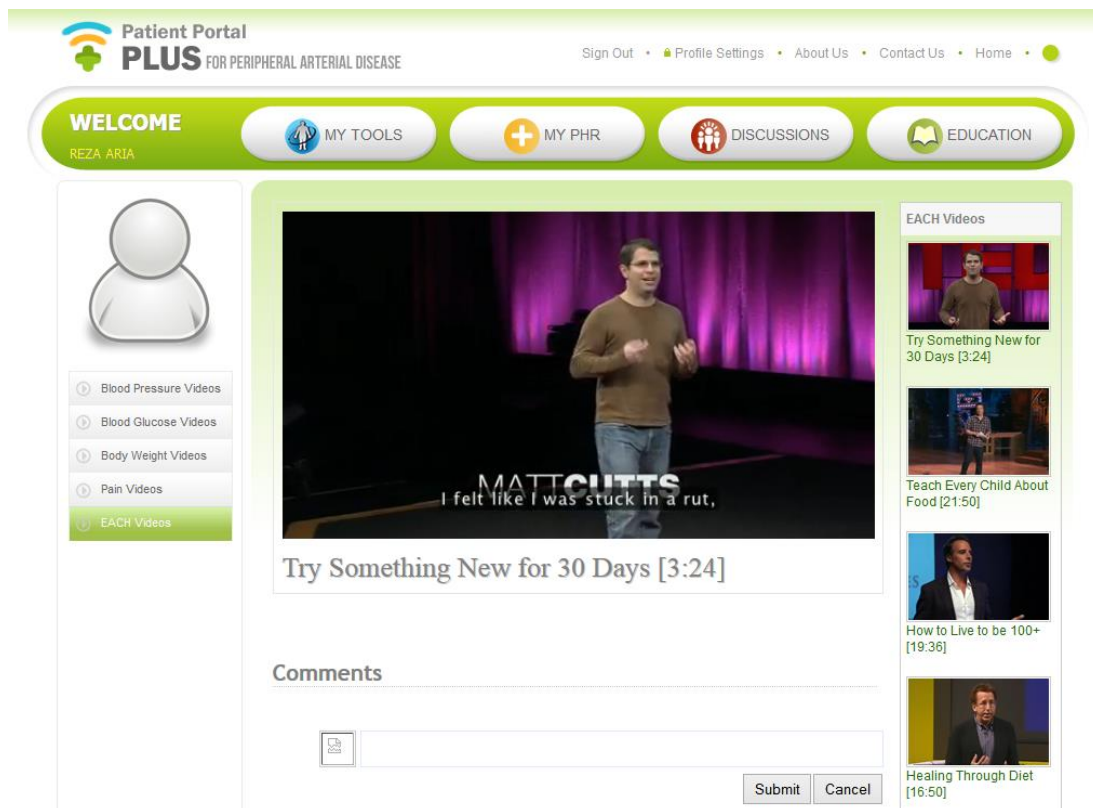 Patient Portal
PLUS FOR PERIPHERAL ARTERIAL DISEASE
Sign Out • Profile Settings • About Us • Contact Us • Home •
WELCOME
REZA ARIA
MY TOOLS
MY PHR
DISCUSSIONS
EDUCATION
Blood Pressure Videos
Blood Glucose Videos
Body Weight Videos
Pain Videos
EACH Videos
MATTCUTTS
I felt like I was stuck in a rut,
Try Something New for 30 Days [3:24]
Comments
Submit
Cancel
EACH Videos
Try Something New for
30 Days [3:24]
Teach Every Child About
Food [21:50]
How to Live to be 100+
[19:36]
Healing Through Diet
[16:50]